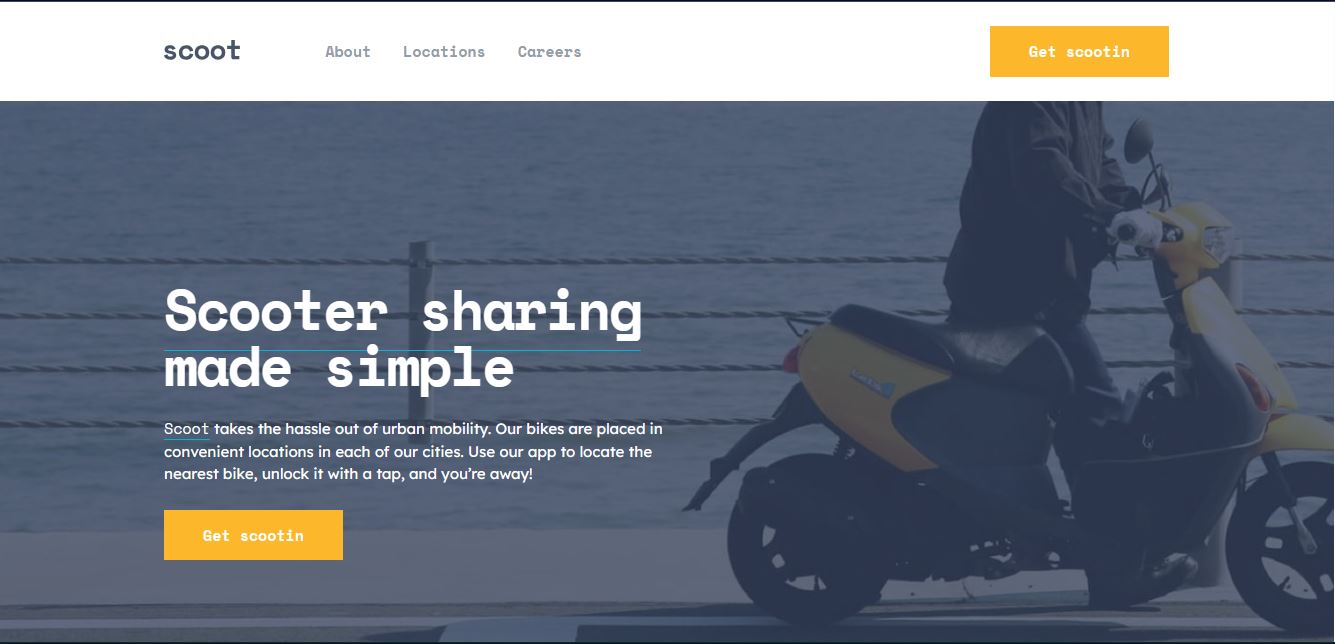 scoot
About Locations Careers
Get scootin
Scooter sharing
made simple
Scoot takes the hassle out of urban mobility. Our bikes are placed in
convenient locations in each of our cities. Use our app to locate the
nearest bike, unlock it with a tap, and you’re away!
Get scootin